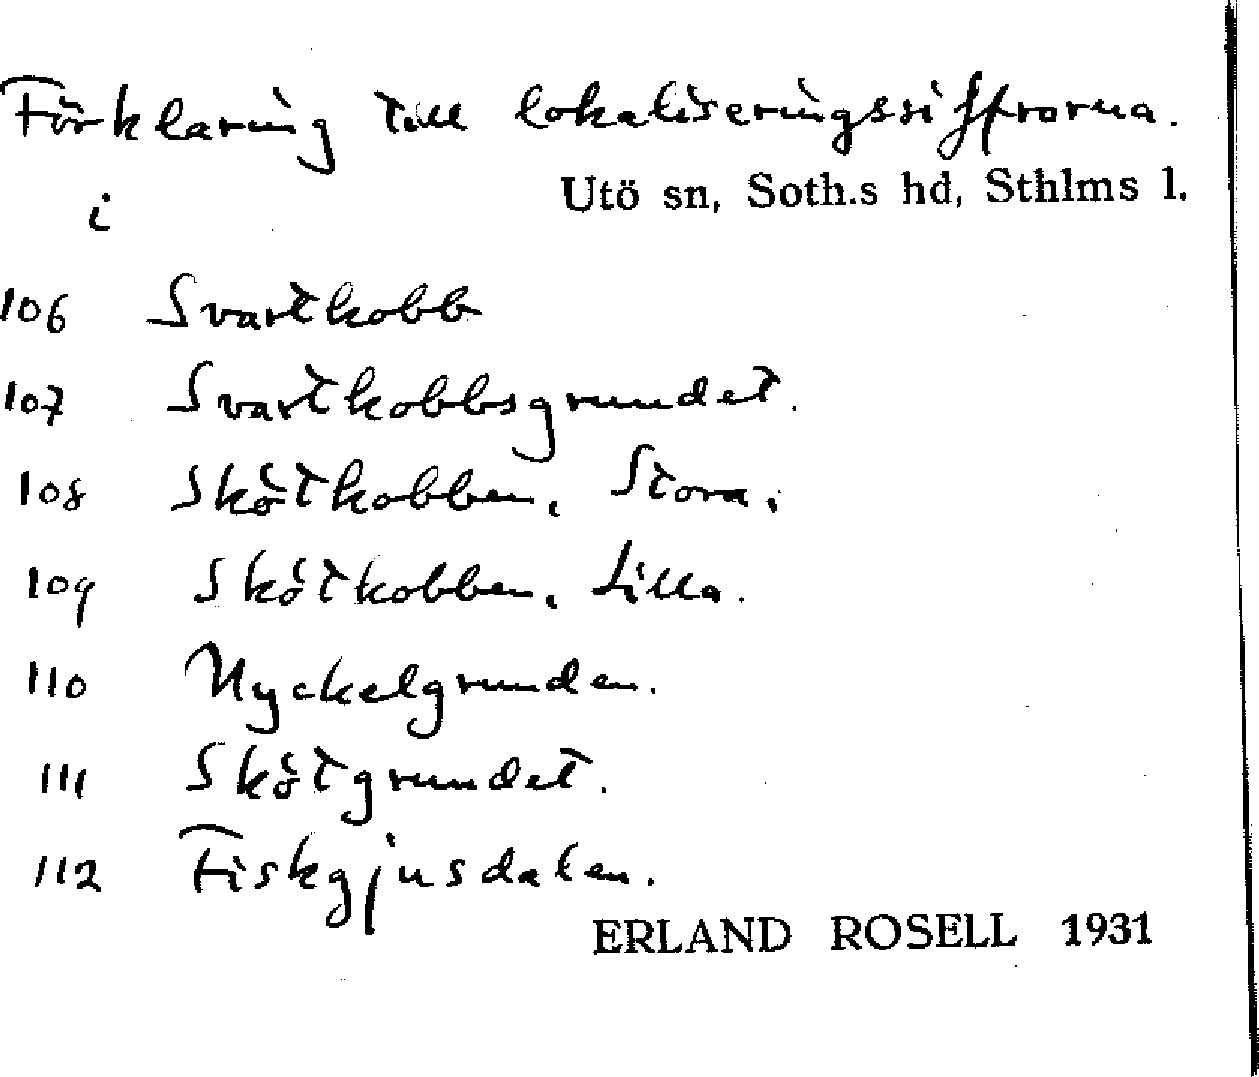 Förklaring till lokaliseringssiffrorna.
i Utö sn, Soth.s hd, Sthlms l.
106 Svartkobb
107 Svartkobbsgrundet.
108 Skötkobben, Stora.
109 Skötkobben, Lilla.
110 Nyckelgrunden.
111 Skötgrundet.
112 Fiskgjusdalen.
ERLAND ROSELL 1931